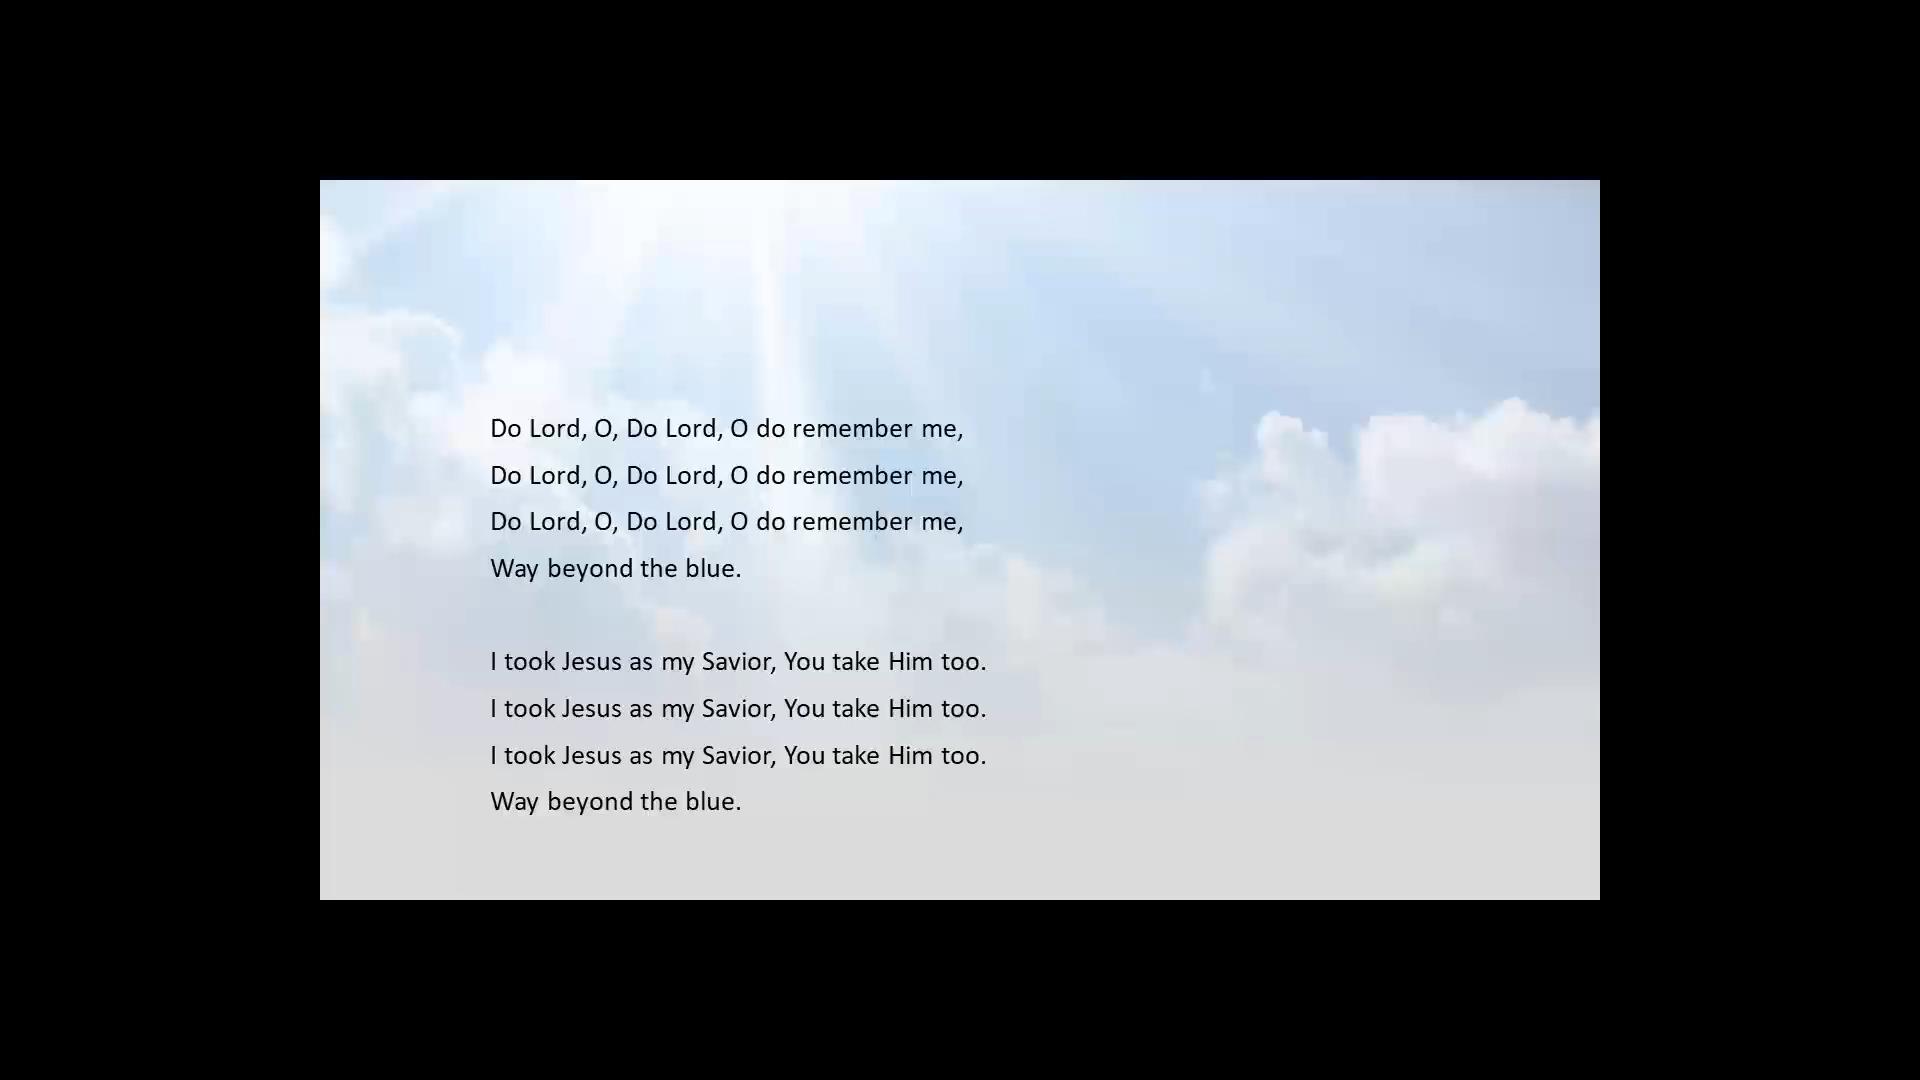 Do Lord, O, Do Lord, O do remember me,
Do Lord, O, Do Lord, O do remember me,
Do Lord, O, Do Lord, O do remember me,
Way beyond the blue.
I took Jesus as my Savior, You take Him too.
I took Jesus as my Savior, You take Him too.
I took Jesus as my Savior, You take Him too.
Way beyond the blue.